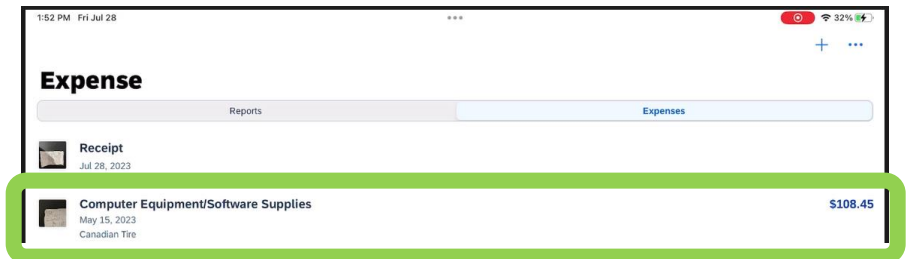 1:52 PM Fri Jul 28
32%
Expense
Reports Expenses
Receipt
Jul 28, 2023
Computer Equipment/Software Supplies $108.45
May 15, 2023
Canadian Tire